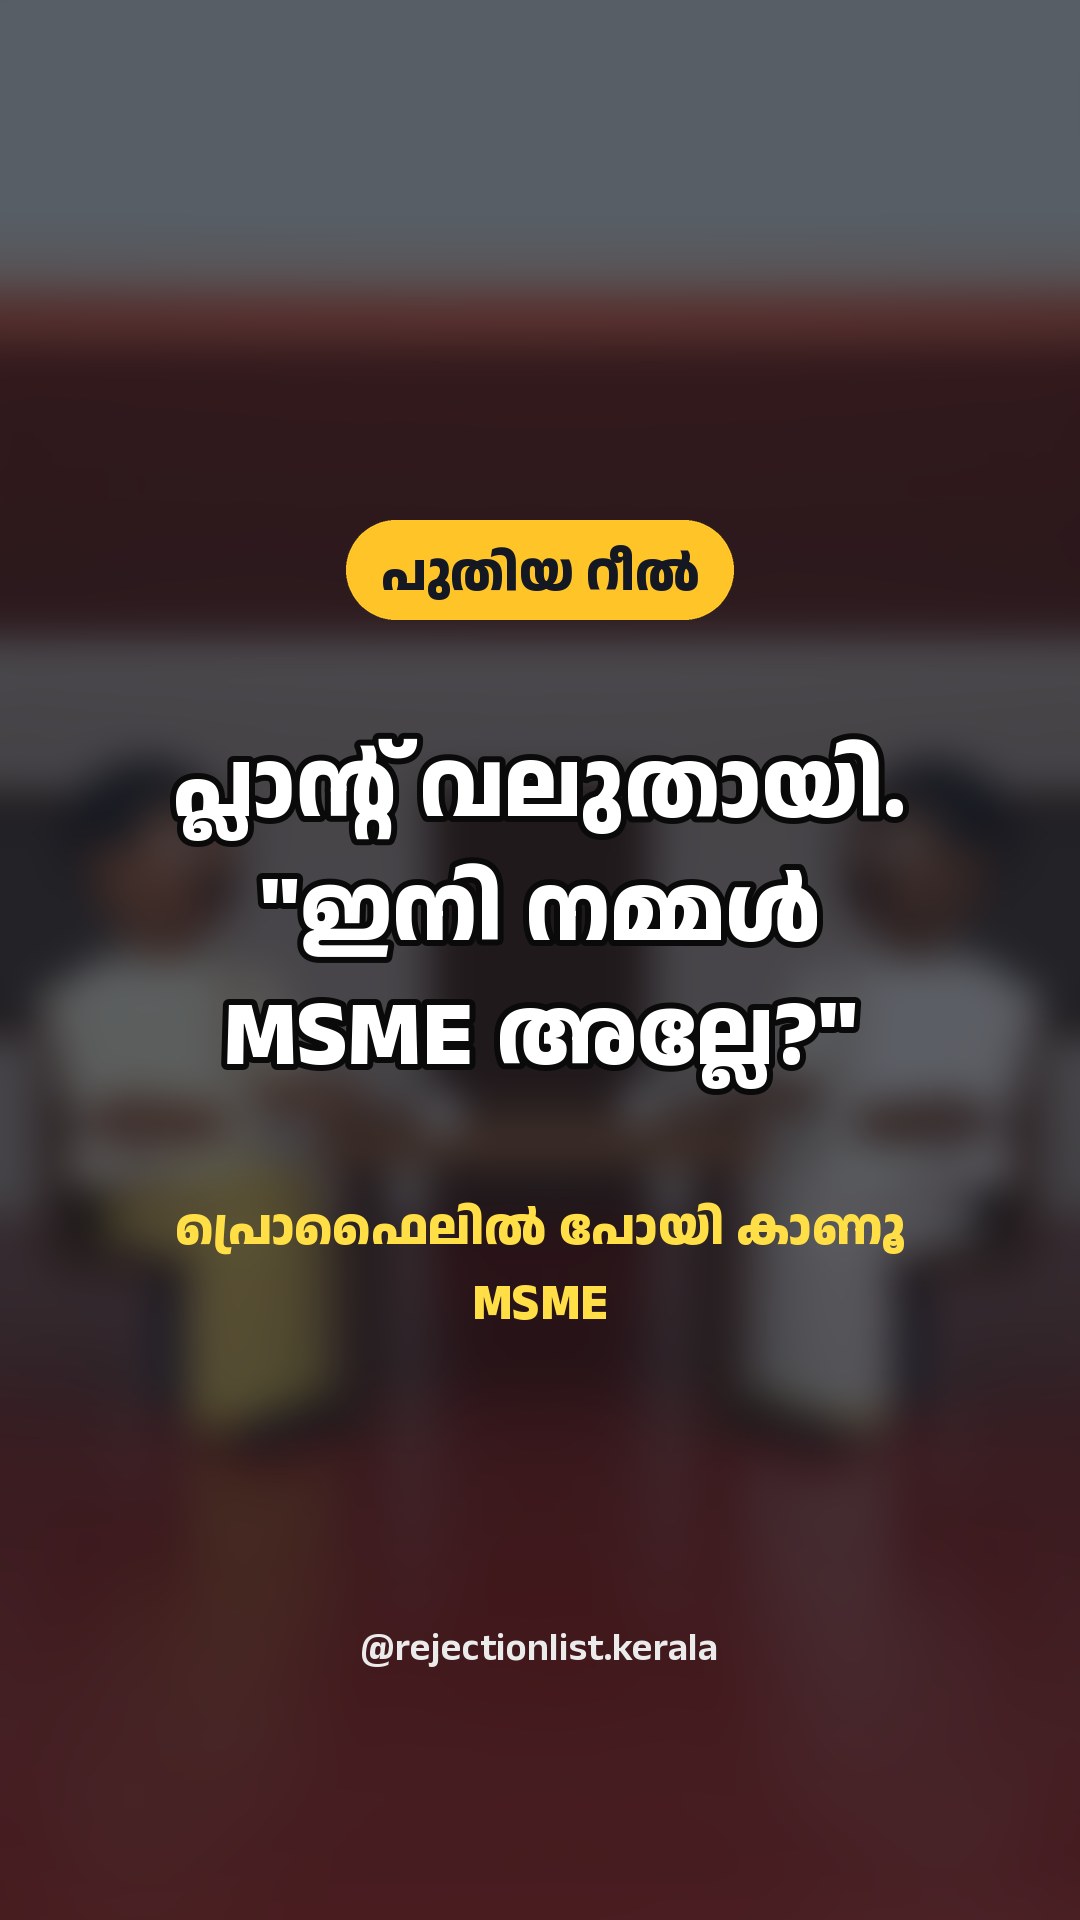 പുതിയ റീൽ
പ്ലാന്റ് വലുതായി.
"ഇനി നമ്മൾ
MSME അല്ലേ?"
പ്രൊഫൈലിൽ പോയി കാണൂ
MSME
@rejectionlist.kerala